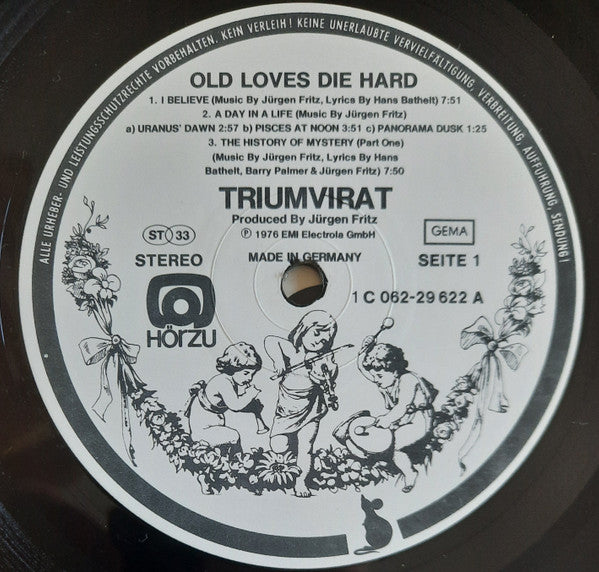 ALLE URHEBER- UND LEISTUNGSSCHUTZRECHTE VORBEHALTEN. KEIN VERLEIH! KEINE UNERLAUBTE VERVIELFÄLTIGUNG, VERBREITUNG, AUFFÜHRUNG, SENDUNG!
OLD LOVES DIE HARD
1. I BELIEVE (Music By Jürgen Fritz, Lyrics By Hans Bathelt) 7:51
2. A DAY IN A LIFE (Music By Jürgen Fritz)
a) URANUS' DAWN 2:57 b) PISCES AT NOON 3:51 c) PANORAMA DUSK 1:25
3. THE HISTORY OF MYSTERY (Part One)
(Music By Jürgen Fritz, Lyrics By Hans
Bathelt, Barry Palmer & Jürgen Fritz) 7:50
TRIUMVIRAT
Produced By Jürgen Fritz
ST 33
℗ 1976 EMI Electrola GmbH
GEMA
STEREO
MADE IN GERMANY
SEITE 1
1 C 062-29 622 A
HÖRZU